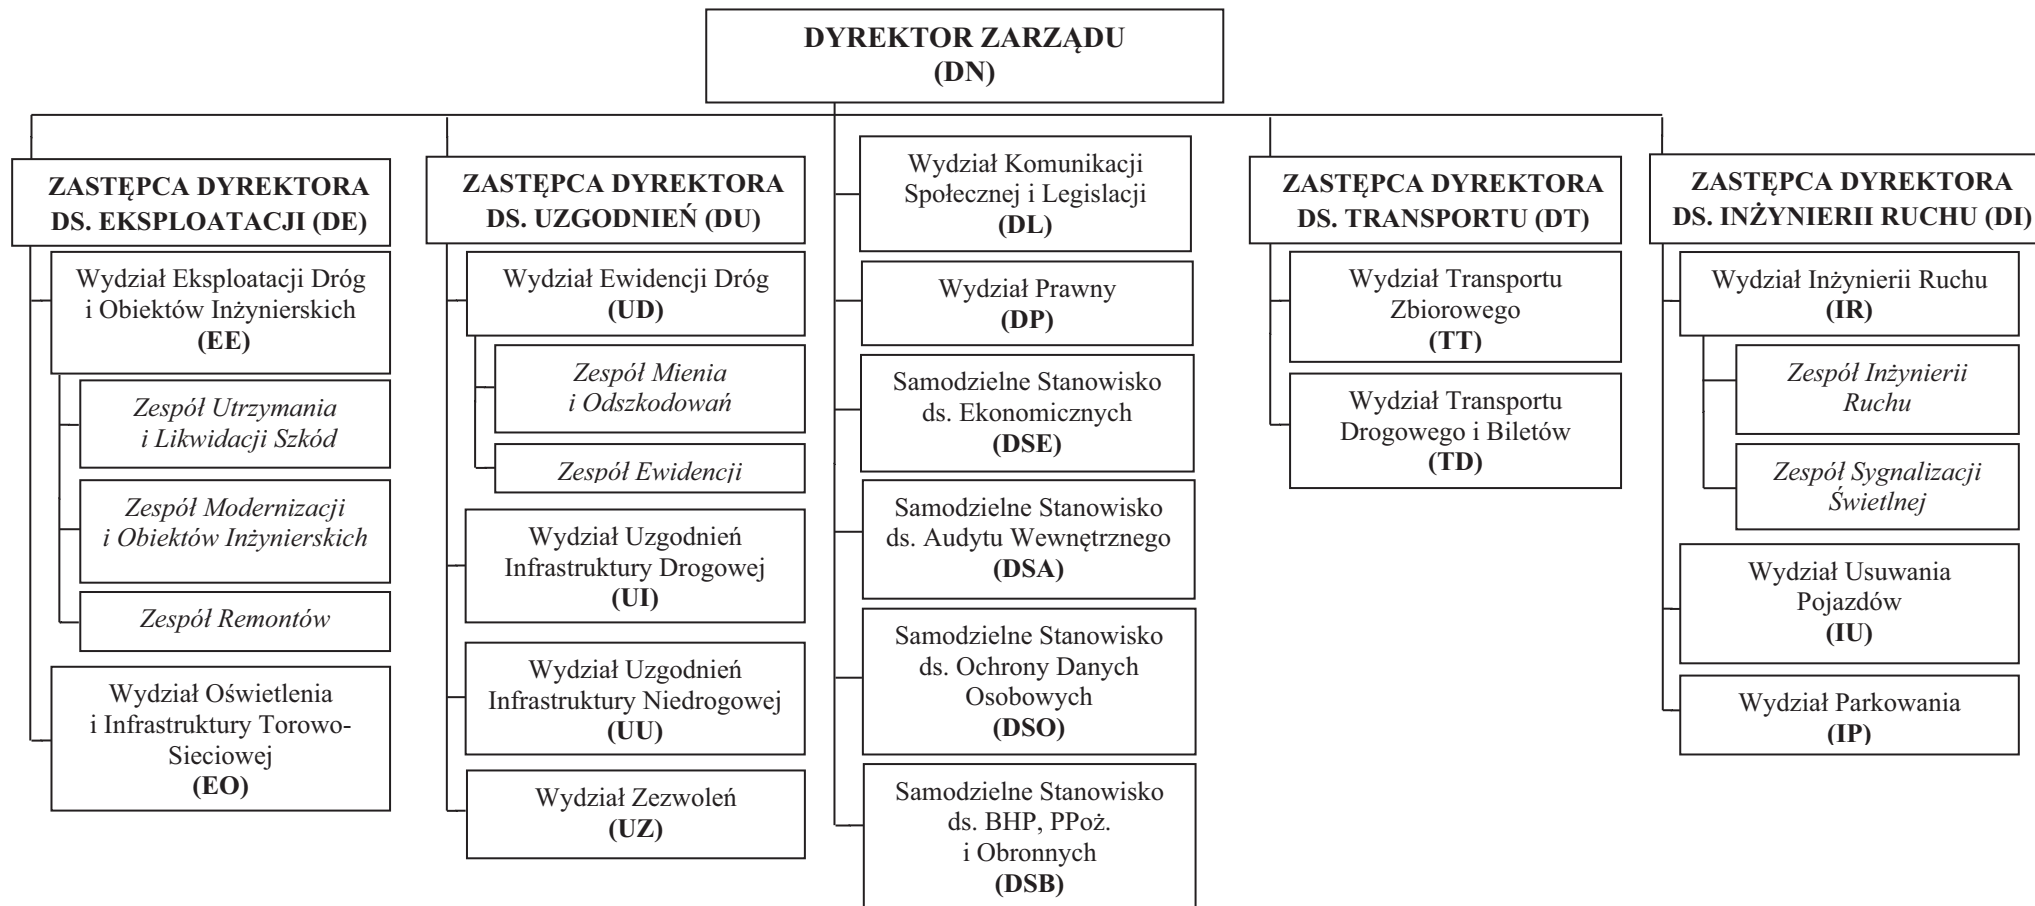 DYREKTOR ZARZĄDU
(DN)
ZASTĘPCA DYREKTORA
DS. EKSPLOATACJI (DE)
Wydział Eksploatacji Dróg
i Obiektów Inżynierskich
(EE)
Zespół Utrzymania
i Likwidacji Szkód
Zespół Modernizacji
i Obiektów Inżynierskich
Zespół Remontów
Wydział Oświetlenia
i Infrastruktury Torowo-
Sieciowej
(EO)
ZASTĘPCA DYREKTORA
DS. UZGODNIEŃ (DU)
Wydział Ewidencji Dróg
(UD)
Zespół Mienia
i Odszkodowań
Zespół Ewidencji
Wydział Uzgodnień
Infrastruktury Drogowej
(UI)
Wydział Uzgodnień
Infrastruktury Niedrogowej
(UU)
Wydział Zezwoleń
(UZ)
Wydział Komunikacji
Społecznej i Legislacji
(DL)
Wydział Prawny
(DP)
Samodzielne Stanowisko
ds. Ekonomicznych
(DSE)
Samodzielne Stanowisko
ds. Audytu Wewnętrznego
(DSA)
Samodzielne Stanowisko
ds. Ochrony Danych
Osobowych
(DSO)
Samodzielne Stanowisko
ds. BHP, PPoż.
i Obronnych
(DSB)
ZASTĘPCA DYREKTORA
DS. TRANSPORTU (DT)
Wydział Transportu
Zbiorowego
(TT)
Wydział Transportu
Drogowego i Biletów
(TD)
ZASTĘPCA DYREKTORA
DS. INŻYNIERII RUCHU (DI)
Wydział Inżynierii Ruchu
(IR)
Zespół Inżynierii
Ruchu
Zespół Sygnalizacji
Świetlnej
Wydział Usuwania
Pojazdów
(IU)
Wydział Parkowania
(IP)